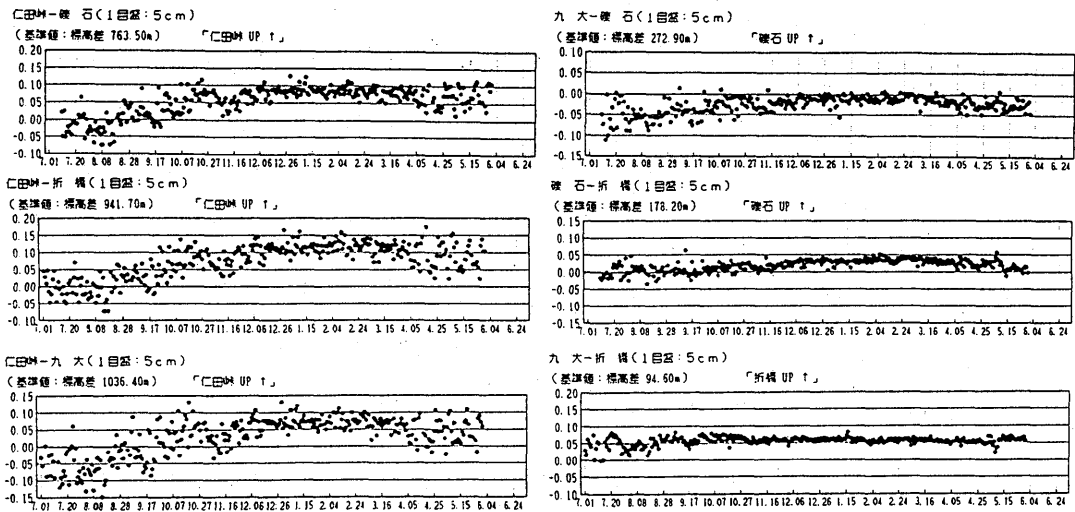 仁田峠-礫 石(1目盛:5cm)
(基準値:標高差 763.50m) 「仁田峠 UP ↑」
0.20
0.15
0.10
0.05
0.00
-0.05
-0.10
7.01 7.20 8.08 8.28 9.17 10.07 10.27 11.16 12.06 12.26 1.15 2.04 2.24 3.16 4.05 4.25 5.15 6.04 6.24
仁田峠-折 橋(1目盛:5cm)
(基準値:標高差 941.70m) 「仁田峠 UP ↑」
0.20
0.15
0.10
0.05
0.00
-0.05
-0.10
7.01 7.20 8.08 8.28 9.17 10.07 10.27 11.16 12.06 12.26 1.15 2.04 2.24 3.16 4.05 4.25 5.15 6.04 6.24
仁田峠-九 大(1目盛:5cm)
(基準値:標高差 1036.40m) 「仁田峠 UP ↑」
0.15
0.10
0.05
0.00
-0.05
-0.10
-0.15
7.01 7.20 8.08 8.28 9.17 10.07 10.27 11.16 12.06 12.26 1.15 2.04 2.24 3.16 4.05 4.25 5.15 6.04 6.24
九 大-礫 石(1目盛:5cm)
(基準値:標高差 272.90m) 「礫石 UP ↑」
0.10
0.05
0.00
-0.05
-0.10
-0.15
7.01 7.20 8.08 8.28 9.17 10.07 10.27 11.16 12.06 12.26 1.15 2.04 2.24 3.16 4.05 4.25 5.15 6.04 6.24
礫 石-折 橋(1目盛:5cm)
(基準値:標高差 178.20m) 「礫石 UP ↑」
0.15
0.10
0.05
0.00
-0.05
-0.10
-0.15
7.01 7.20 8.08 8.28 9.17 10.07 10.27 11.16 12.06 12.26 1.15 2.04 2.24 3.16 4.05 4.25 5.15 6.04 6.24
九 大-折 橋(1目盛:5cm)
(基準値:標高差 94.60m) 「折橋 UP ↑」
0.20
0.15
0.10
0.05
0.00
-0.05
-0.10
7.01 7.20 8.08 8.28 9.17 10.07 10.27 11.16 12.06 12.26 1.15 2.04 2.24 3.16 4.05 4.25 5.15 6.04 6.24